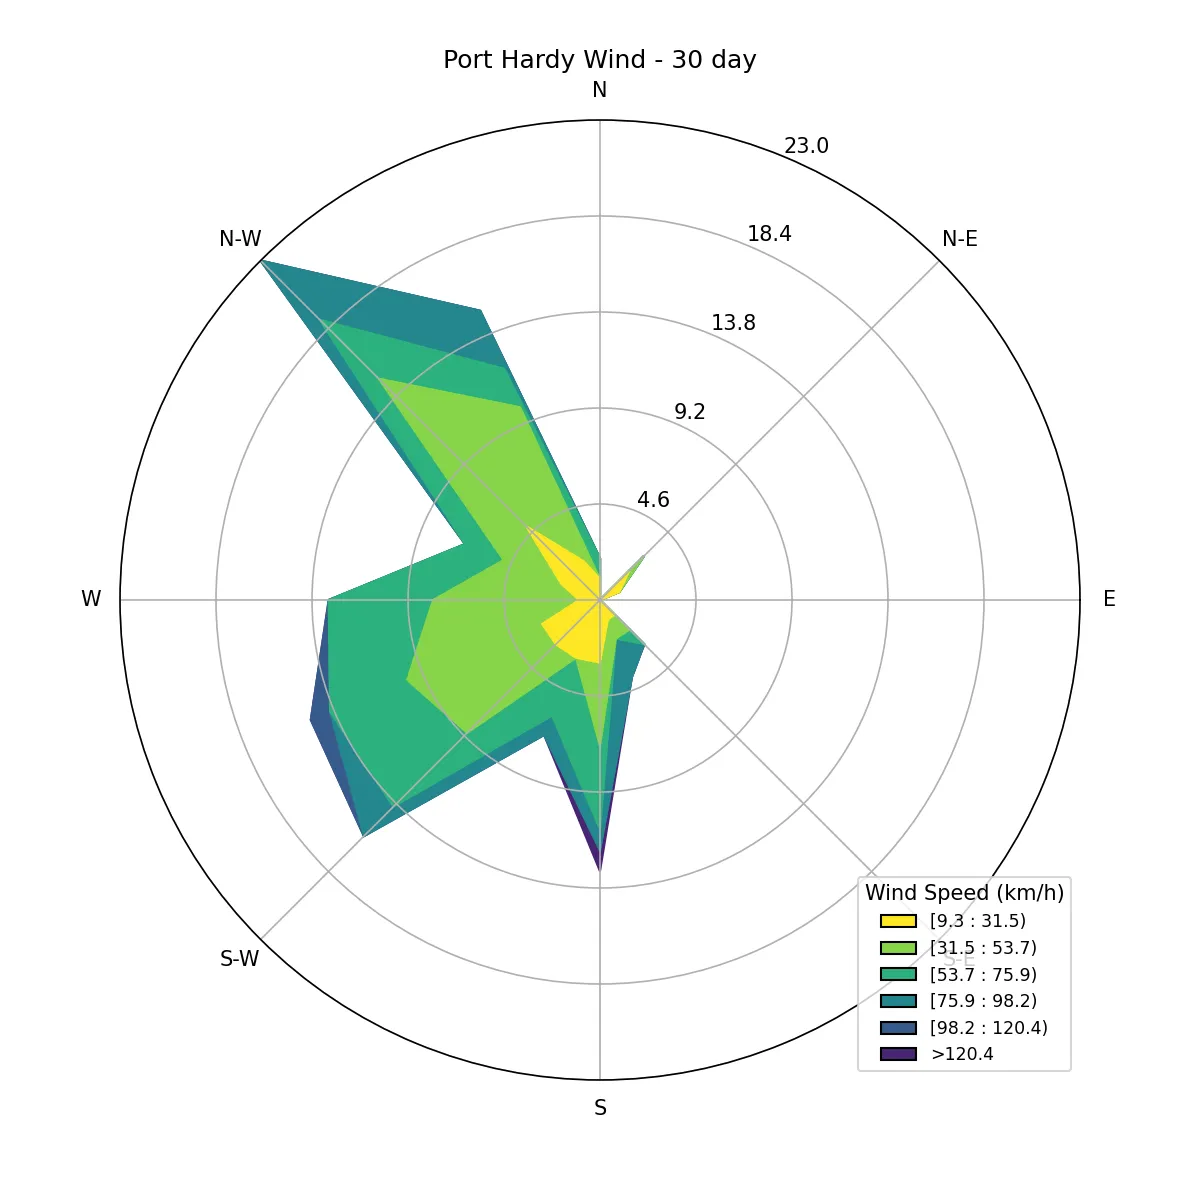 Port Hardy Wind - 30 day
N
23.0
N-W
N-E
18.4
13.8
9.2
4.6
W
E
S-W
S-E
S
Wind Speed (km/h)
[9.3 : 31.5)
[31.5 : 53.7)
[53.7 : 75.9)
[75.9 : 98.2)
[98.2 : 120.4)
>120.4